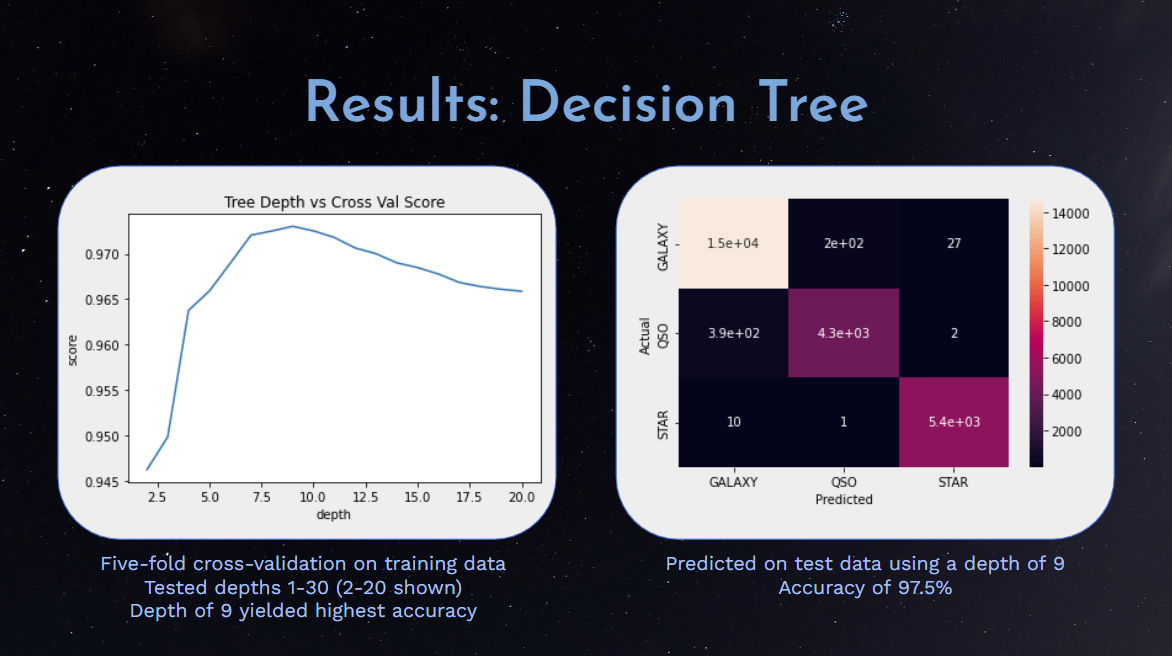 Results: Decision Tree
Tree Depth vs Cross Val Score
score
0.970
0.965
0.960
0.955
0.950
0.945
2.5 5.0 7.5 10.0 12.5 15.0 17.5 20.0
depth
Five-fold cross-validation on training data
Tested depths 1-30 (2-20 shown)
Depth of 9 yielded highest accuracy
Actual
GALAXY 1.5e+04 2e+02 27
QSO 3.9e+02 4.3e+03 2
STAR 10 1 5.4e+03
GALAXY QSO STAR
Predicted
14000
12000
10000
8000
6000
4000
2000
Predicted on test data using a depth of 9
Accuracy of 97.5%